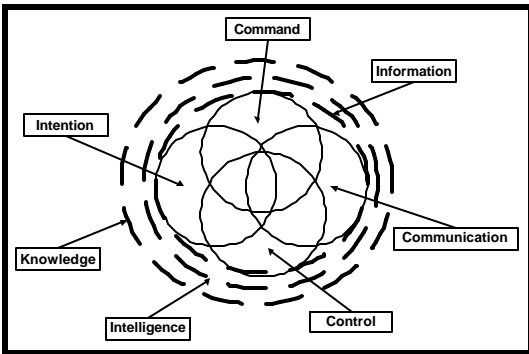 Command
Information
Intention
Communication
Knowledge
Control
Intelligence